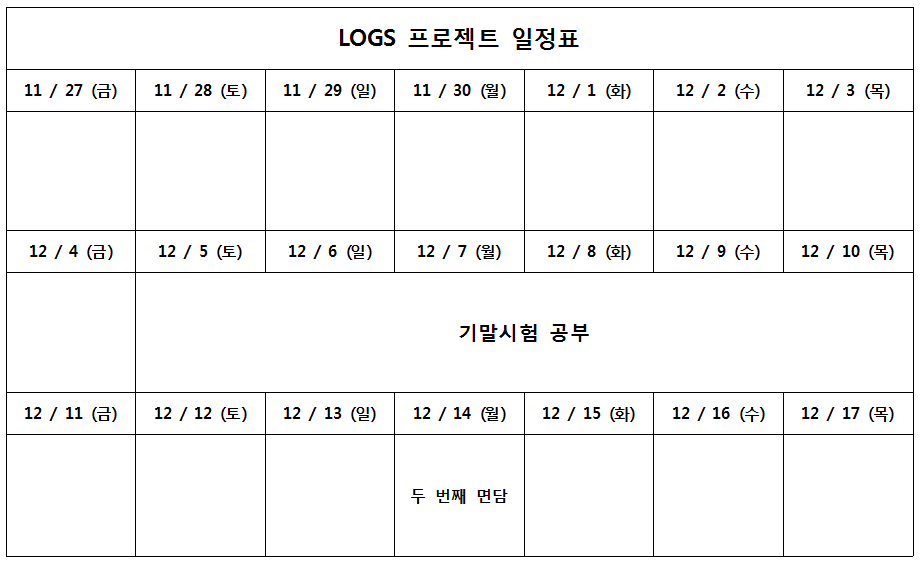 LOGS 프로젝트 일정표
11 / 27 (금) 11 / 28 (토) 11 / 29 (일) 11 / 30 (월) 12 / 1 (화) 12 / 2 (수) 12 / 3 (목)
12 / 4 (금) 12 / 5 (토) 12 / 6 (일) 12 / 7 (월) 12 / 8 (화) 12 / 9 (수) 12 / 10 (목)
기말시험 공부
12 / 11 (금) 12 / 12 (토) 12 / 13 (일) 12 / 14 (월) 12 / 15 (화) 12 / 16 (수) 12 / 17 (목)
두 번째 면담